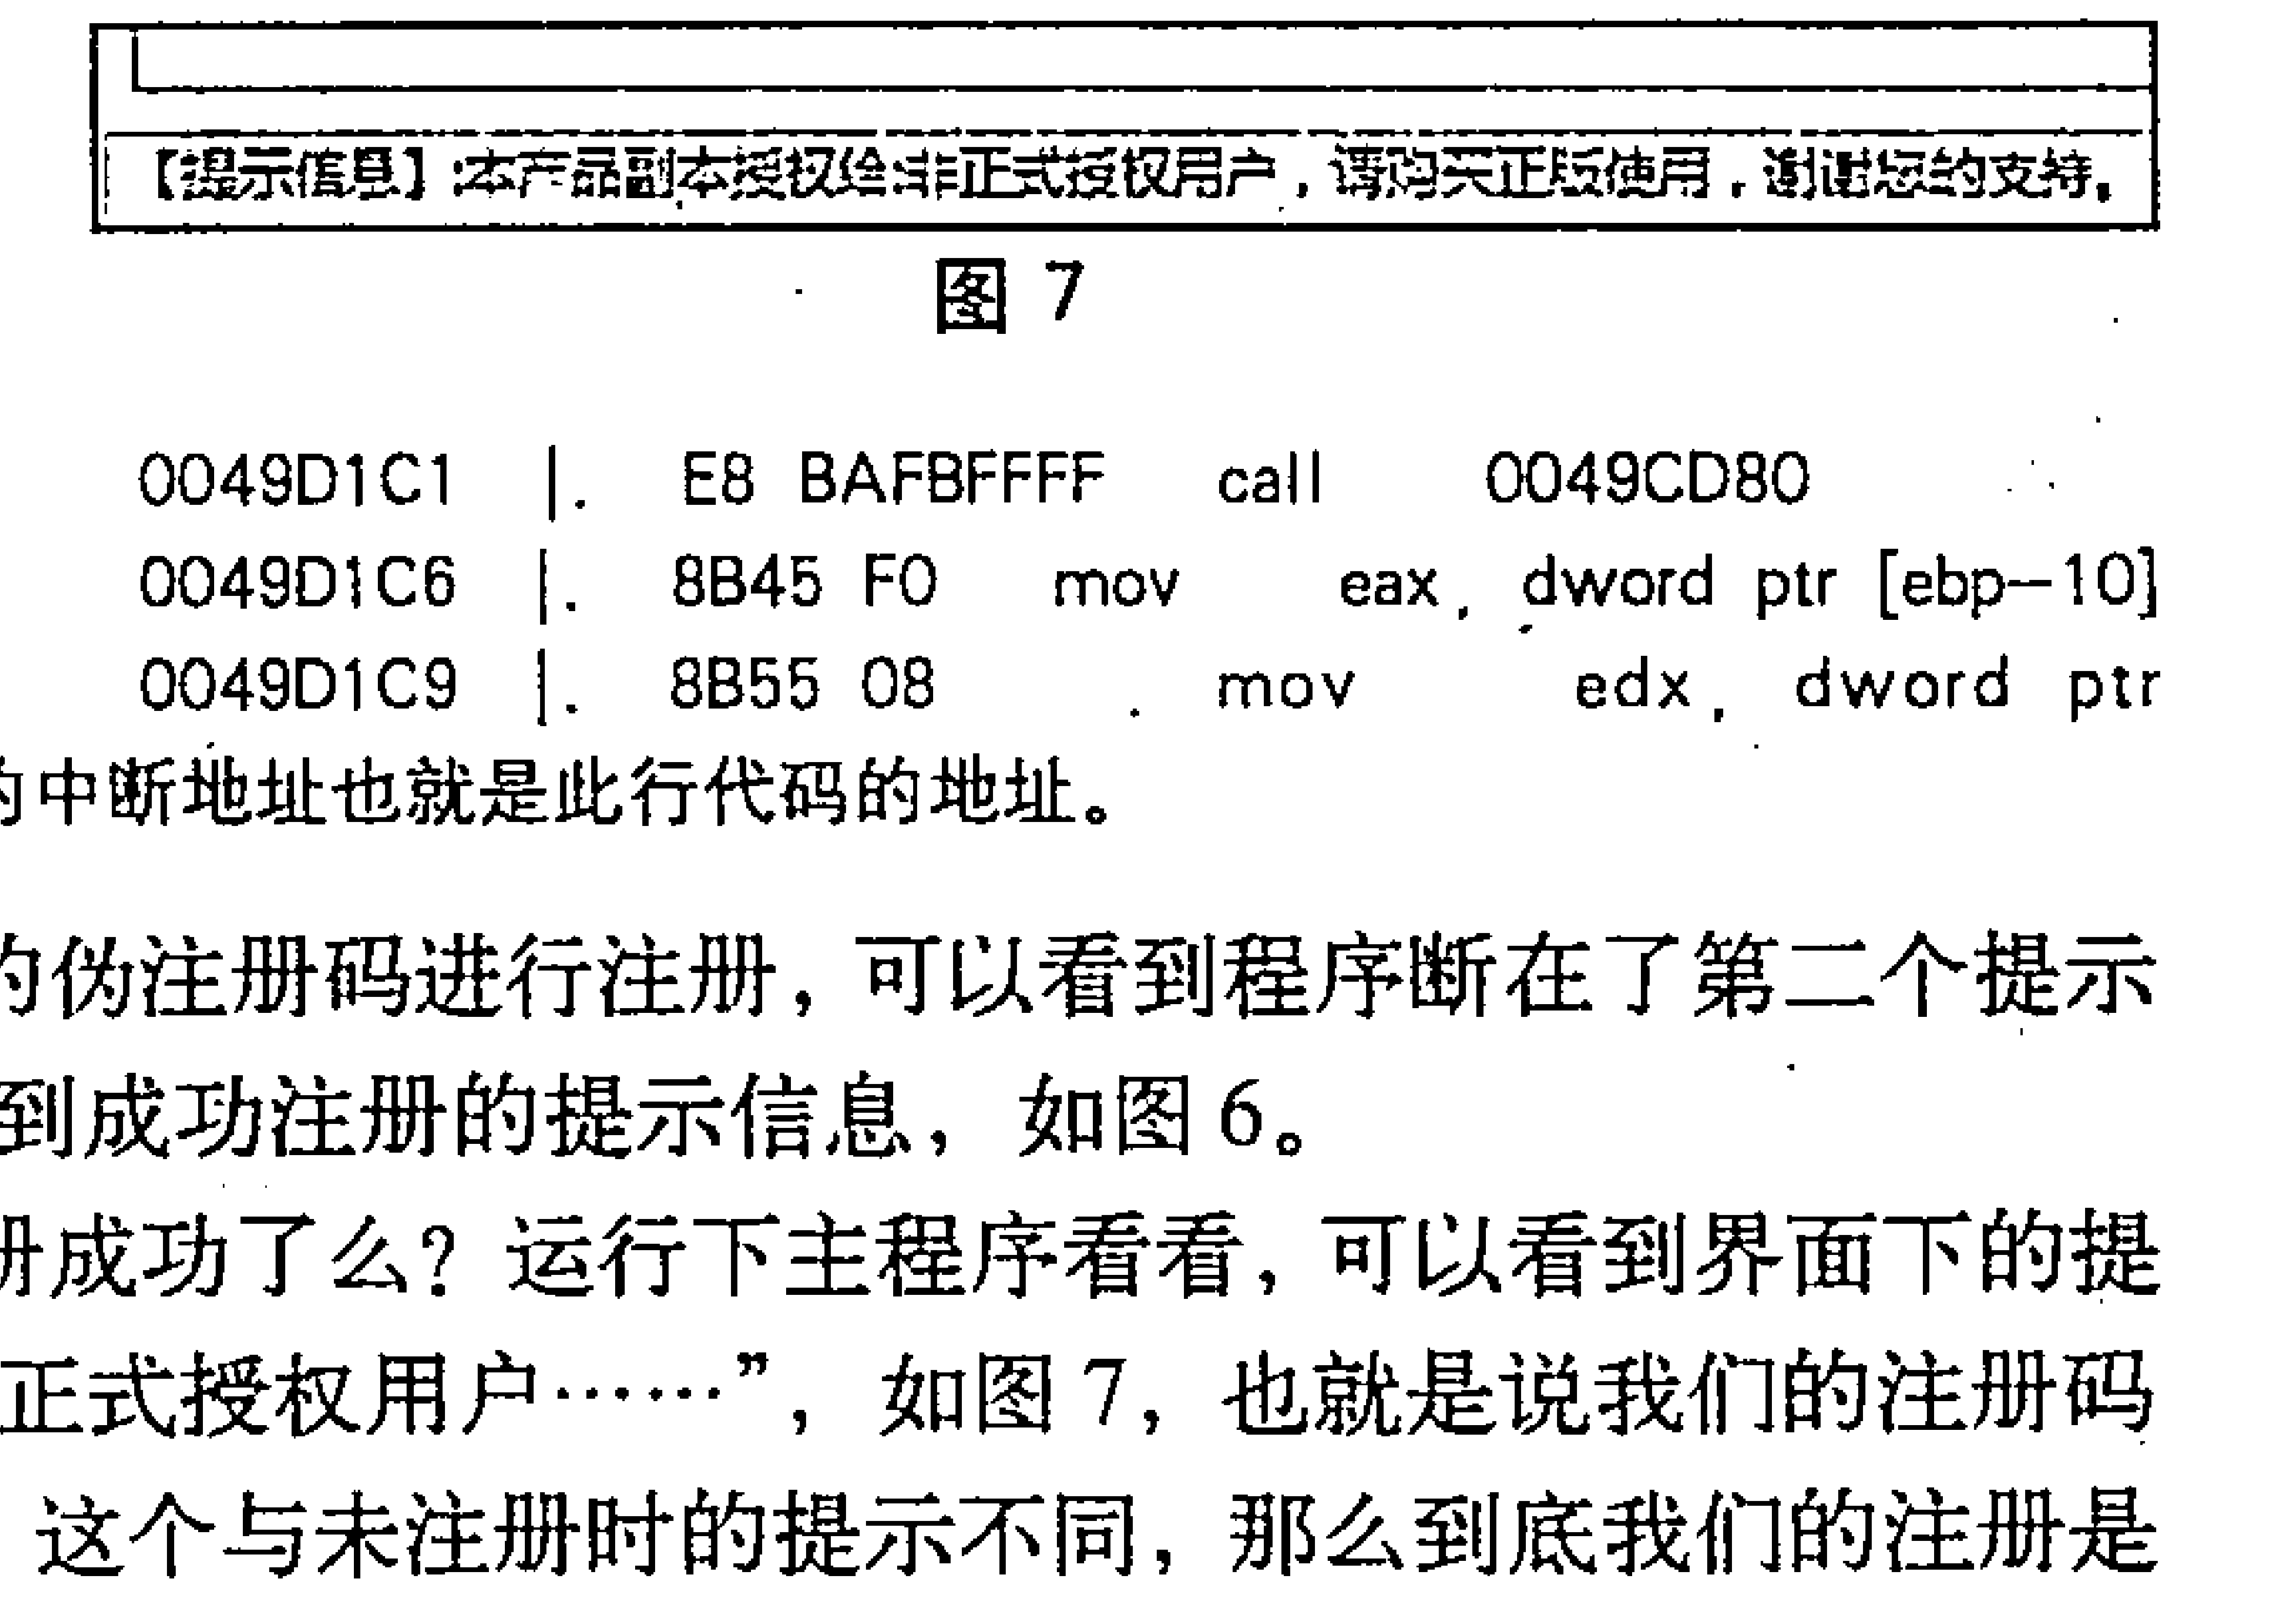 【提示信息】:本产品副本授权给:非正式授权用户,请购买正版使用,谢谢您的支持。
图 7
0049D1C1 |. E8 BAFBFFFF call 0049CD80
0049D1C6 |. 8B45 F0 mov eax, dword ptr [ebp-10]
0049D1C9 |. 8B55 08 mov edx, dword ptr
的中断地址也就是此行代码的地址。
的伪注册码进行注册，可以看到程序断在了第二个提示
到成功注册的提示信息，如图 6。
册成功了么？运行下主程序看看，可以看到界面下的提
正式授权用户……”，如图 7，也就是说我们的注册码
这个与未注册时的提示不同，那么到底我们的注册是